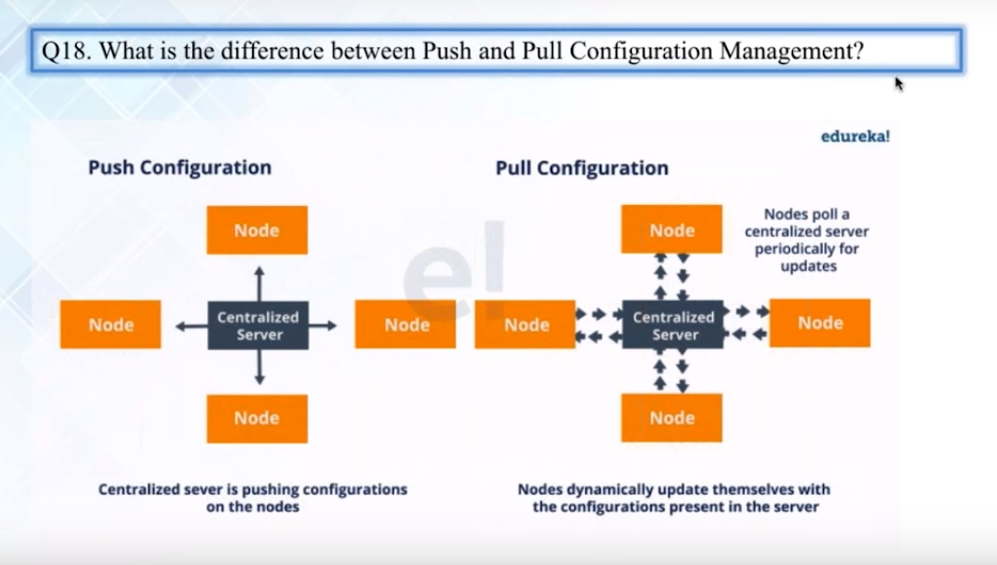 Q18. What is the difference between Push and Pull Configuration Management?
edureka!
Push Configuration
Node
Node
Centralized
Server
Node
Node
Centralized sever is pushing configurations
on the nodes
e!
Pull Configuration
Node
Nodes poll a
centralized server
periodically for
updates
Node
Centralized
Server
Node
Node
Nodes dynamically update themselves with
the configurations present in the server